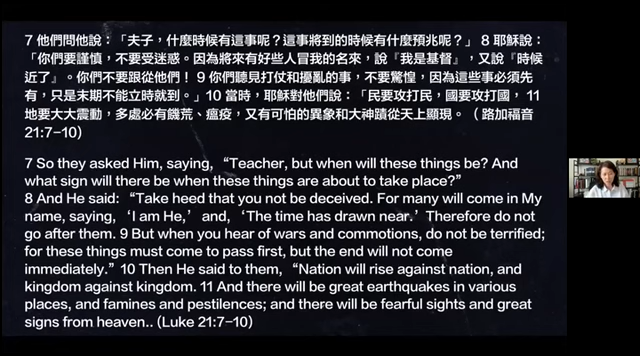 7 他們問他說：「夫子，什麼時候有這事呢？這事將到的時候有什麼預兆呢？」 8 耶穌說：
「你們要謹慎，不要受迷惑。因為將來有好些人冒我的名來，說『我是基督』，又說『時候
近了』。你們不要跟從他們！ 9 你們聽見打仗和擾亂的事，不要驚惶，因為這些事必須先
有，只是末期不能立時就到。」10 當時，耶穌對他們說：「民要攻打民，國要攻打國， 11
地要大大震動，多處必有饑荒、瘟疫，又有可怕的異象和大神蹟從天上顯現。（路加福音
21:7-10）
7 So they asked Him, saying, “Teacher, but when will these things be? And
what sign will there be when these things are about to take place?”
8 And He said: “Take heed that you not be deceived. For many will come in My
name, saying, ‘I am He,’ and, ‘The time has drawn near.’ Therefore do not
go after them. 9 But when you hear of wars and commotions, do not be terrified;
for these things must come to pass first, but the end will not come
immediately.” 10 Then He said to them, “Nation will rise against nation, and
kingdom against kingdom. 11 And there will be great earthquakes in various
places, and famines and pestilences; and there will be fearful sights and great
signs from heaven.. (Luke 21:7-10)